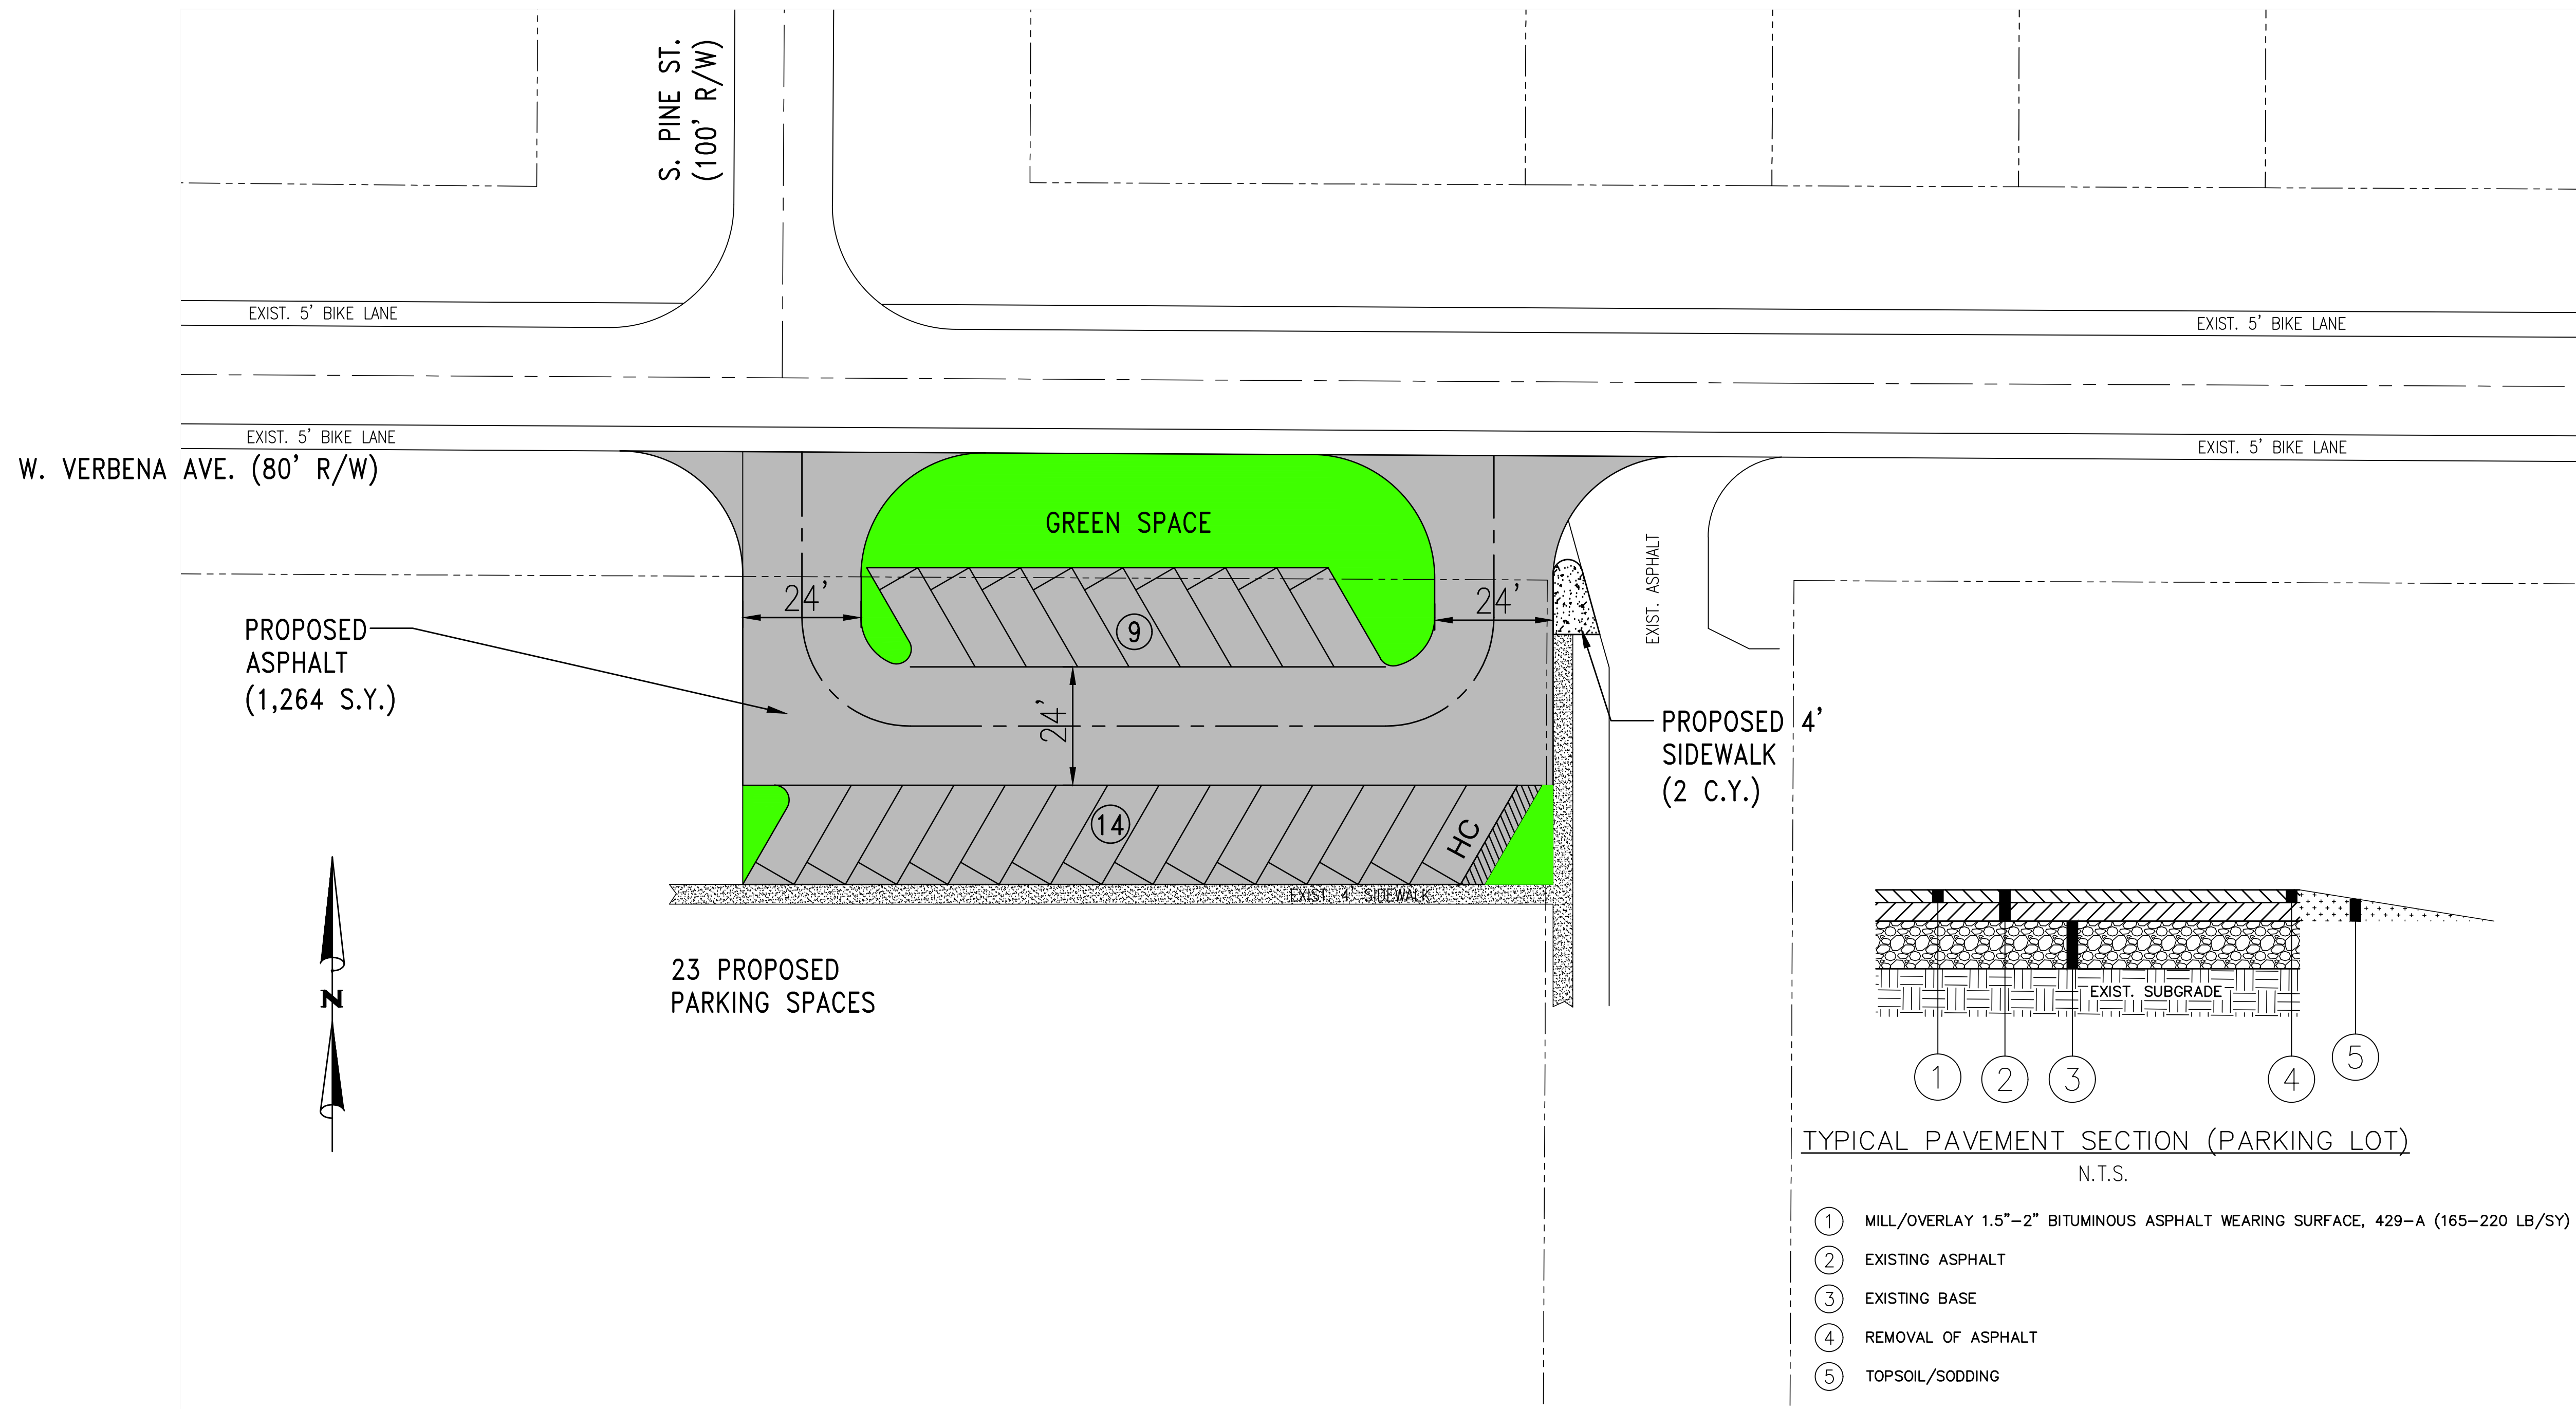 S. PINE ST.
(100' R/W)
EXIST. 5' BIKE LANE
EXIST. 5' BIKE LANE
EXIST. 5' BIKE LANE
EXIST. 5' BIKE LANE
W. VERBENA AVE. (80' R/W)
GREEN SPACE
EXIST. ASPHALT
24'
24'
9
PROPOSED
ASPHALT
(1,264 S.Y.)
24'
PROPOSED 4'
SIDEWALK
(2 C.Y.)
14
HC
EXIST. 4' SIDEWALK
23 PROPOSED
PARKING SPACES
N
EXIST. SUBGRADE
1 2 3 4 5
TYPICAL PAVEMENT SECTION (PARKING LOT)
N.T.S.
1 MILL/OVERLAY 1.5"-2" BITUMINOUS ASPHALT WEARING SURFACE, 429-A (165-220 LB/SY)
2 EXISTING ASPHALT
3 EXISTING BASE
4 REMOVAL OF ASPHALT
5 TOPSOIL/SODDING